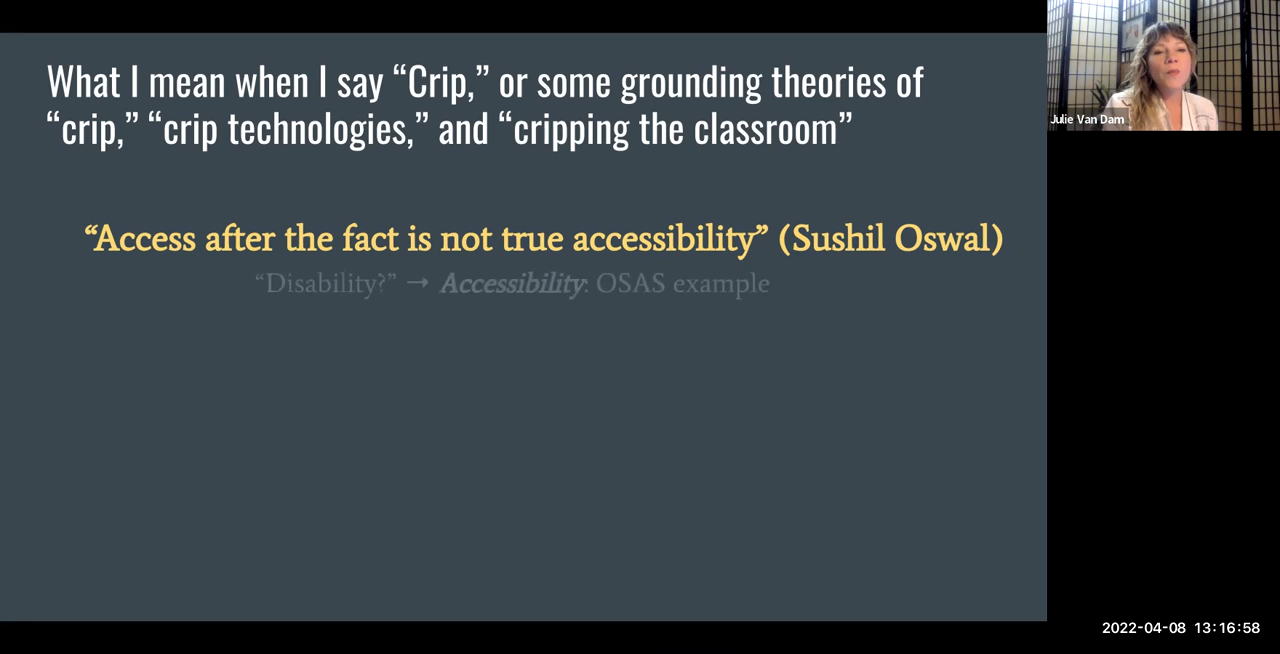 What I mean when I say “Crip,” or some grounding theories of
“crip,” “crip technologies,” and “cripping the classroom”
“Access after the fact is not true accessibility” (Sushil Oswal)
“Disability?” → Accessibility: OSAS example
Julie Van Dam
2022-04-08 13:16:58